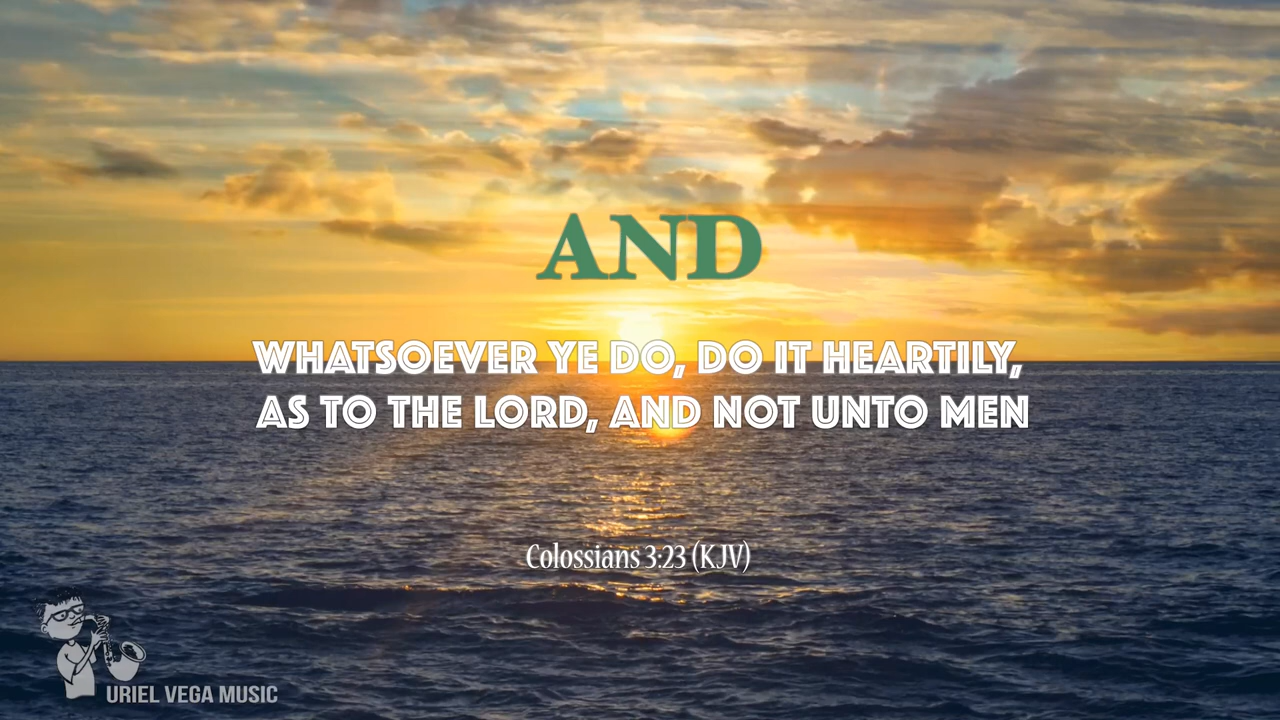 AND
WHATSOEVER YE DO, DO IT HEARTILY,
AS TO THE LORD, AND NOT UNTO MEN
Colossians 3:23 (KJV)
URIEL VEGA MUSIC